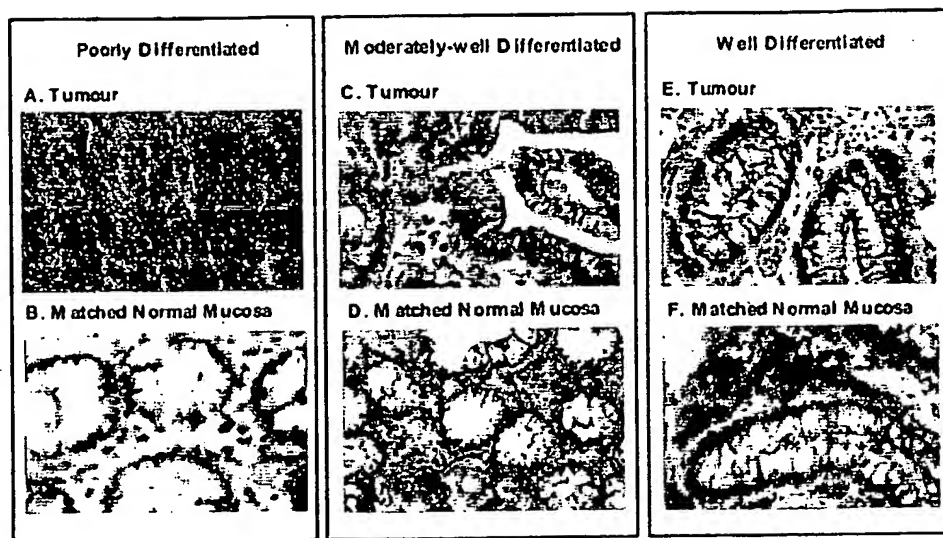 Poorly Differentiated
A. Tumour
B. Matched Normal Mucosa
Moderately-well Differentiated
C. Tumour
D. Matched Normal Mucosa
Well Differentiated
E. Tumour
F. Matched Normal Mucosa